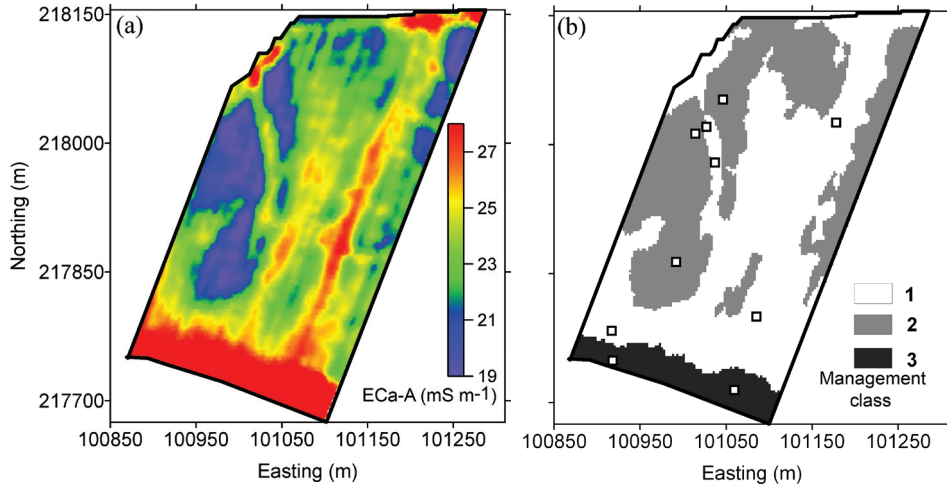 (a)
(b)
218150
218000
217850
217700
Northing (m)
27
25
23
21
19
ECa-A (mS m-1)
1
2
3
Management
class
100850 100950 101050 101150 101250
100850 100950 101050 101150 101250
Easting (m)
Easting (m)